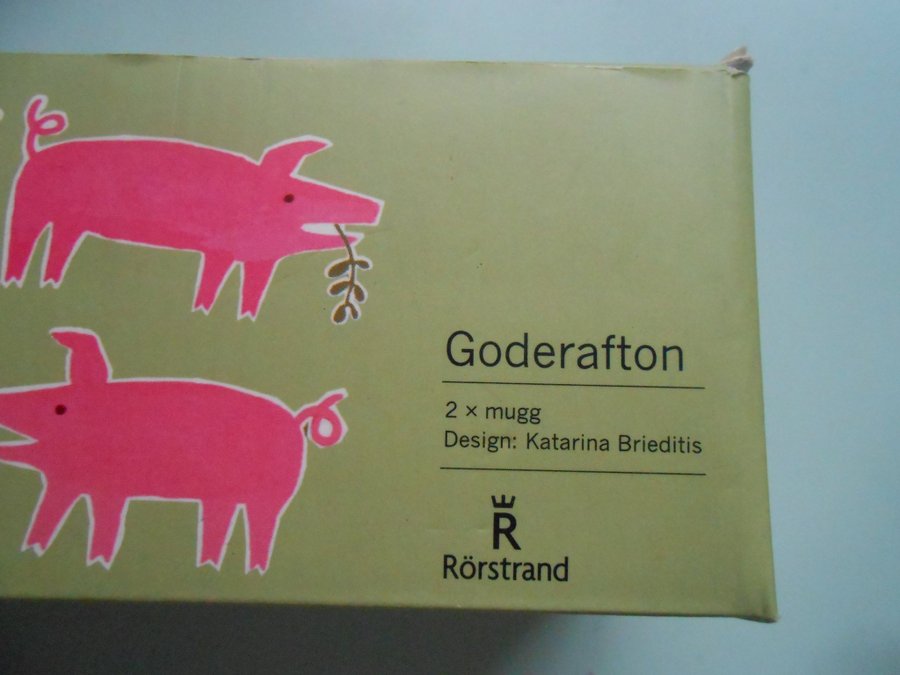 Goderafton
2 × mugg
Design: Katarina Brieditis
R
Rörstrand